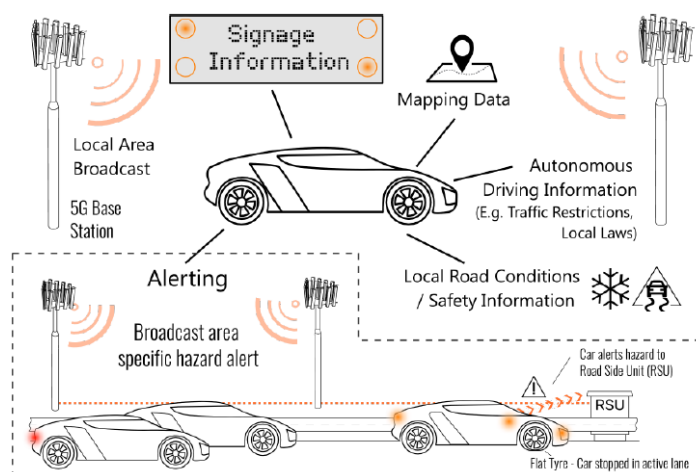 Signage
Information
Mapping Data
Local Area
Broadcast
5G Base
Station
Autonomous
Driving Information
(E.g. Traffic Restrictions,
Local Laws)
Local Road Conditions
/ Safety Information
Alerting
Broadcast area
specific hazard alert
Car alerts hazard to
Road Side Unit (RSU)
RSU
Flat Tyre - Car stopped in active lane